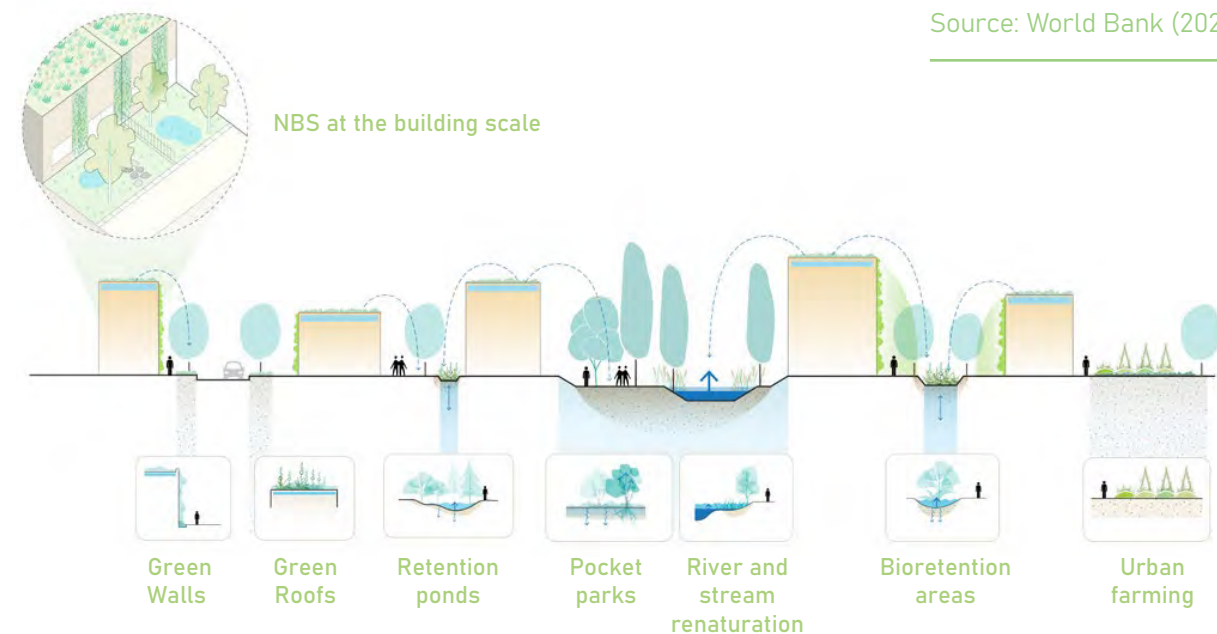 Source: World Bank (202
NBS at the building scale
Green
Walls
Green
Roofs
Retention
ponds
Pocket
parks
River and
stream
renaturation
Bioretention
areas
Urban
farming